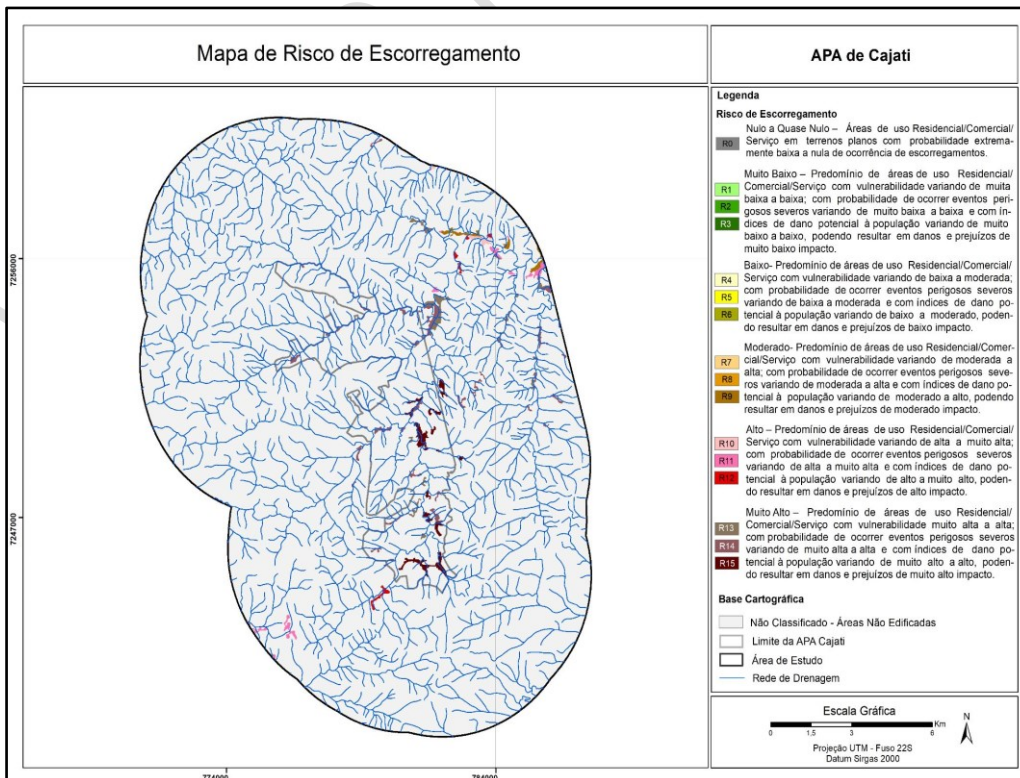 Mapa de Risco de Escorregamento
APA de Cajati
7256000
7247000
774000
784000
Legenda
Risco de Escorregamento
Nulo a Quase Nulo – Áreas de uso Residencial/Comercial/
R0 Serviço em terrenos planos com probabilidade extrema-
mente baixa a nula de ocorrência de escorregamentos.
Muito Baixo – Predomínio de áreas de uso Residencial/
R1 Comercial/Serviço com vulnerabilidade variando de muita
baixa a baixa; com probabilidade de ocorrer eventos peri-
R2 gosos severos variando de muito baixa a baixa e com ín-
R3 dices de dano potencial à população variando de muito
baixo a baixo, podendo resultar em danos e prejuízos de
muito baixo impacto.
Baixo- Predomínio de áreas de uso Residencial/Comercial/
R4 Serviço com vulnerabilidade variando de baixa a moderada;
com probabilidade de ocorrer eventos perigosos severos
R5 variando de baixa a moderada e com índices de dano po-
R6 tencial à população variando de baixo a moderado, poden-
do resultar em danos e prejuízos de baixo impacto.
Moderado- Predomínio de áreas de uso Residencial/Comer-
R7 cial/Serviço com vulnerabilidade variando de moderada a
alta; com probabilidade de ocorrer eventos perigosos seve-
R8 ros variando de moderada a alta e com índices de dano po-
R9 tencial à população variando de moderado a alto, podendo
resultar em danos e prejuízos de moderado impacto.
Alto – Predomínio de áreas de uso Residencial/Comercial/
R10 Serviço com vulnerabilidade variando de alta a muito alta;
com probabilidade de ocorrer eventos perigosos severos
R11 variando de alta a muito alta e com índices de dano po-
R12 tencial à população variando de alto a muito alto, poden-
do resultar em danos e prejuízos de alto impacto.
Muito Alto – Predomínio de áreas de uso Residencial/
R13 Comercial/Serviço com vulnerabilidade muito alta a alta;
com probabilidade de ocorrer eventos perigosos severos
R14 variando de muito alta a alta e com índices de dano po-
R15 tencial à população variando de muito alto a alto, poden-
do resultar em danos e prejuízos de muito alto impacto.
Base Cartográfica
Não Classificado - Áreas Não Edificadas
Limite da APA Cajati
Área de Estudo
Rede de Drenagem
Escala Gráfica
Km
0 1,5 3 6
N
Projeção UTM - Fuso 22S
Datum Sirgas 2000